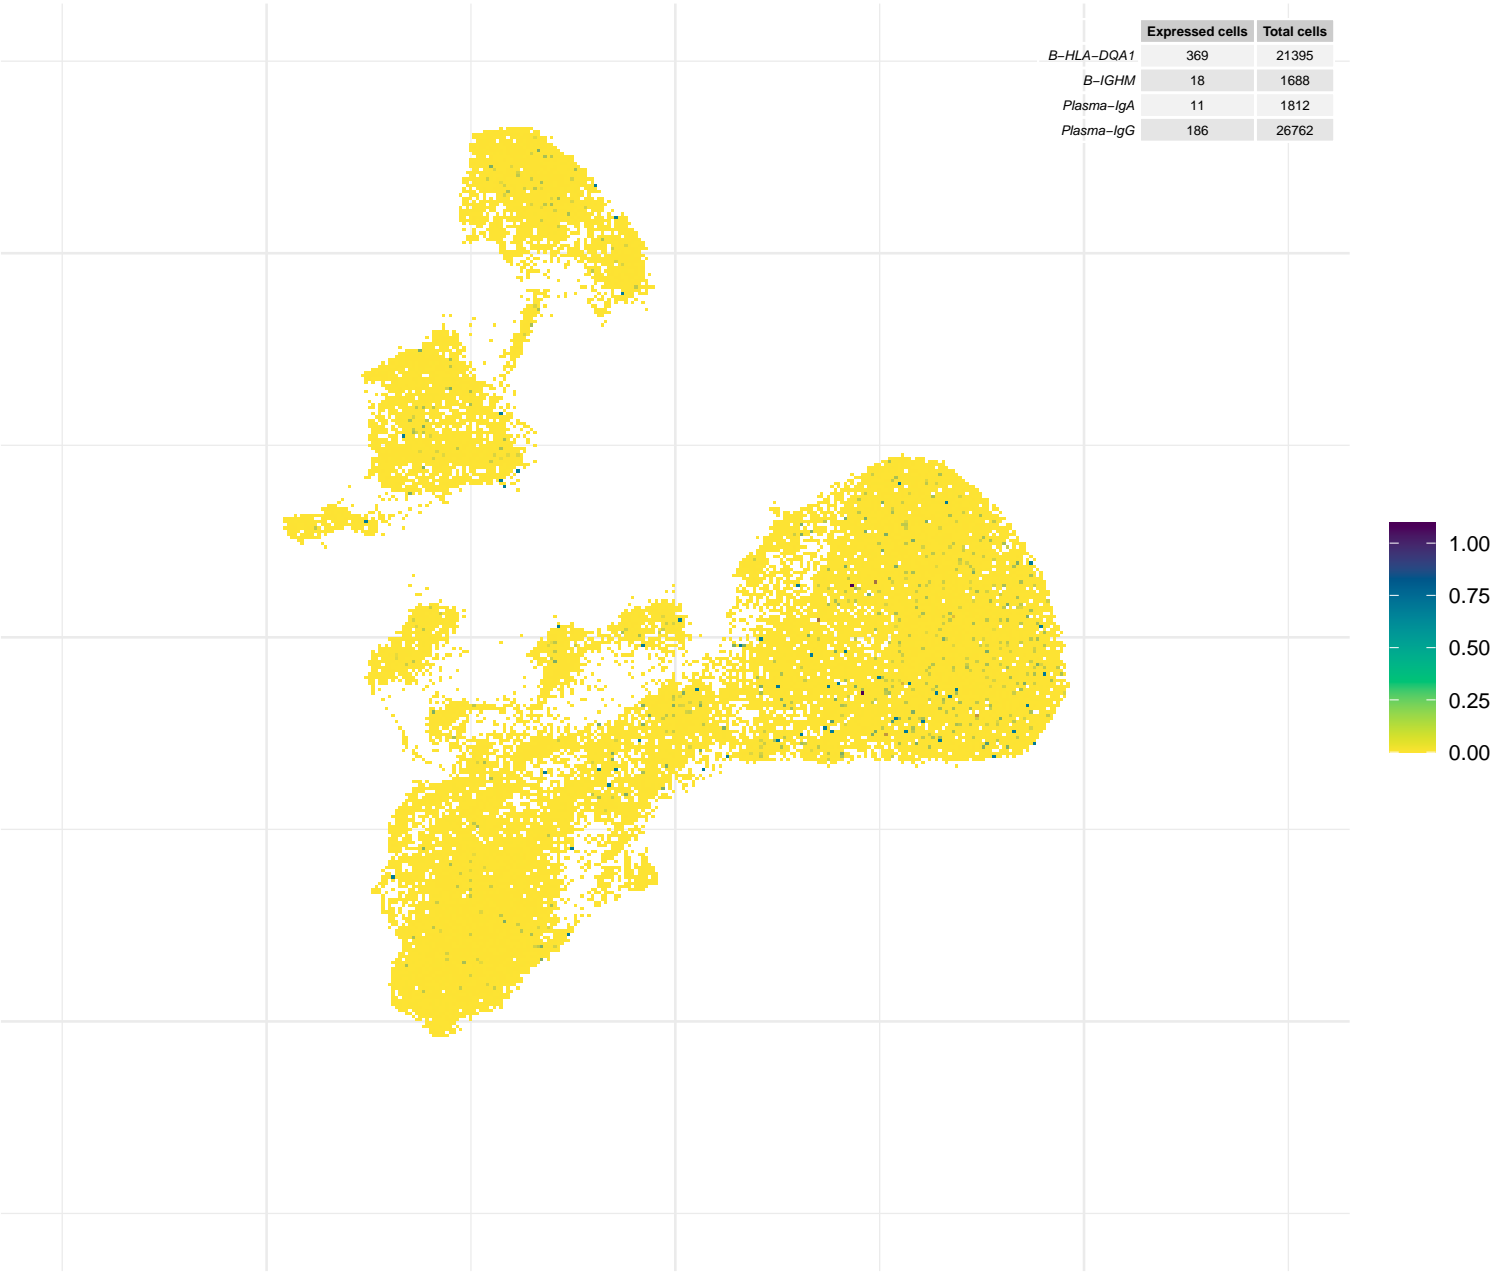 Expressed cells Total cells
B−HLA−DQA1 369 21395
B−IGHM 18 1688
Plasma−IgA 11 1812
Plasma−IgG 186 26762
1.00
0.75
0.50
0.25
0.00